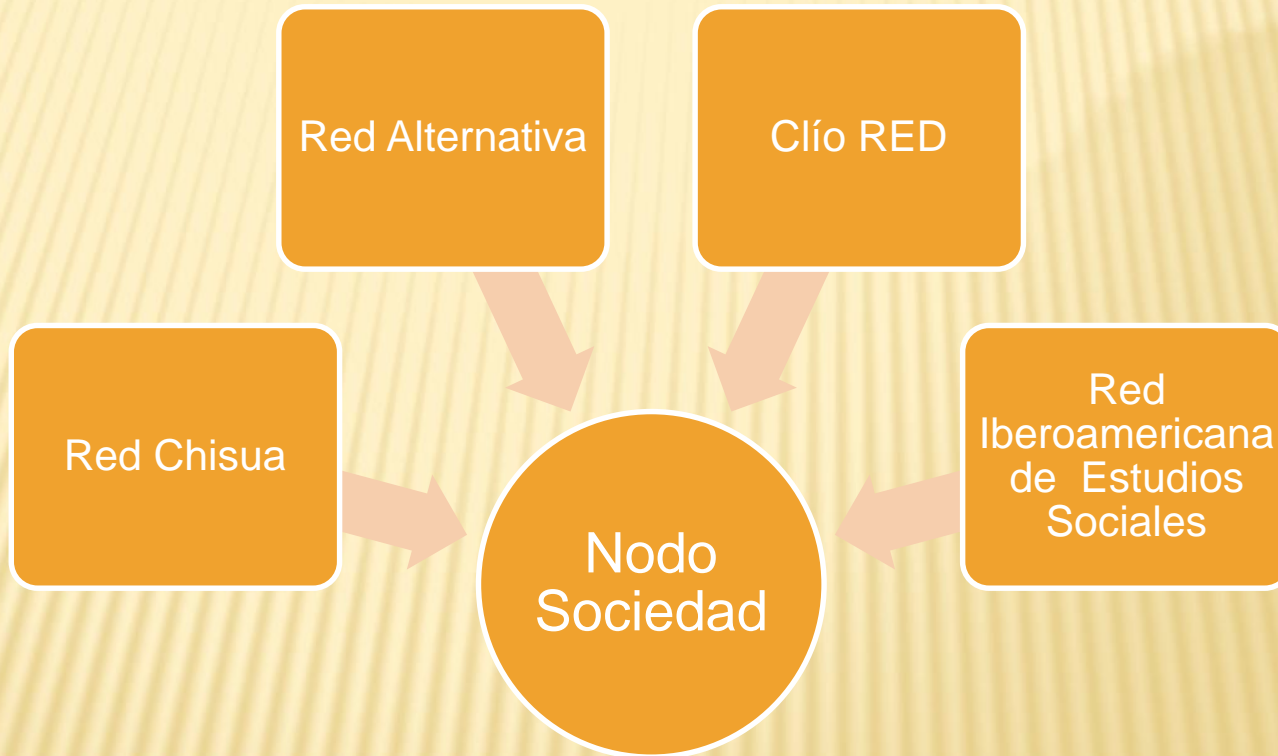 Red Alternativa
Clío RED
Red Chisua
Red
Iberoamericana
de Estudios
Sociales
Nodo
Sociedad